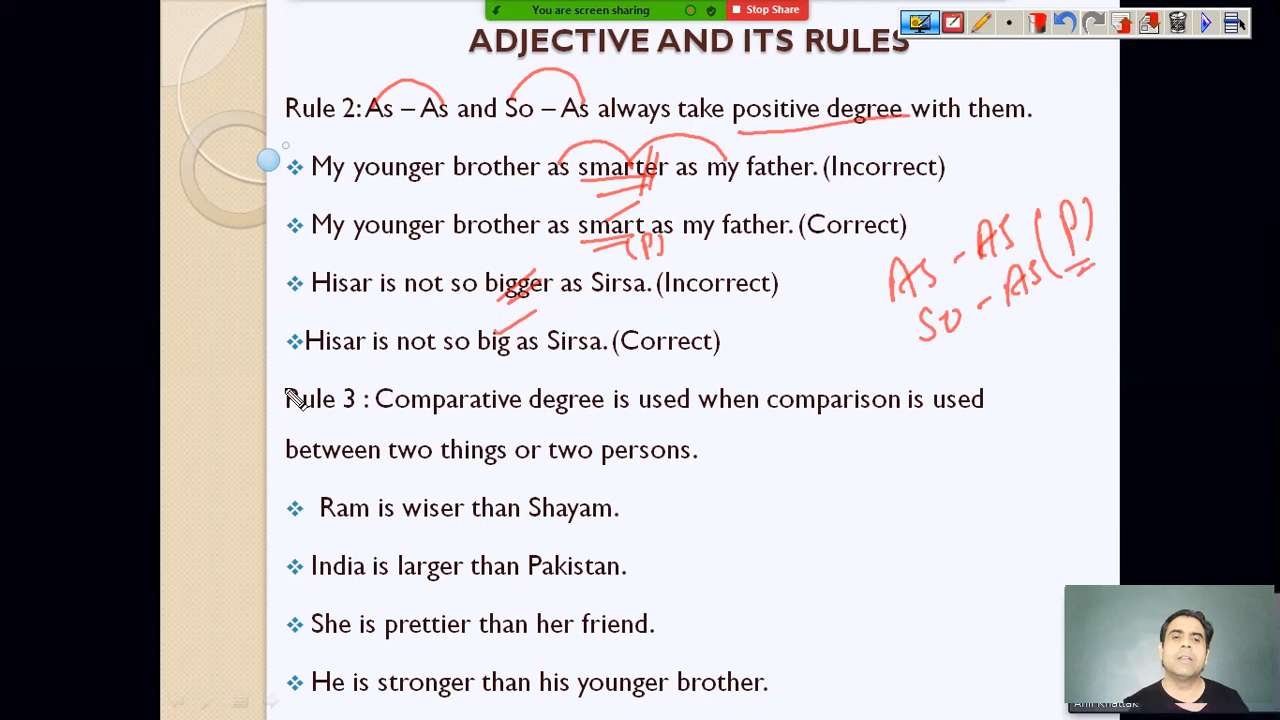 You are screen sharing
Stop Share
ADJECTIVE AND ITS RULES
Rule 2: As – As and So – As always take positive degree with them.
My younger brother as smarter as my father. (Incorrect)
My younger brother as smart as my father. (Correct)
(P)
AS - AS (P)
SO - AS
Hisar is not so bigger as Sirsa. (Incorrect)
Hisar is not so big as Sirsa. (Correct)
Rule 3 : Comparative degree is used when comparison is used
between two things or two persons.
Ram is wiser than Shayam.
India is larger than Pakistan.
She is prettier than her friend.
He is stronger than his younger brother.